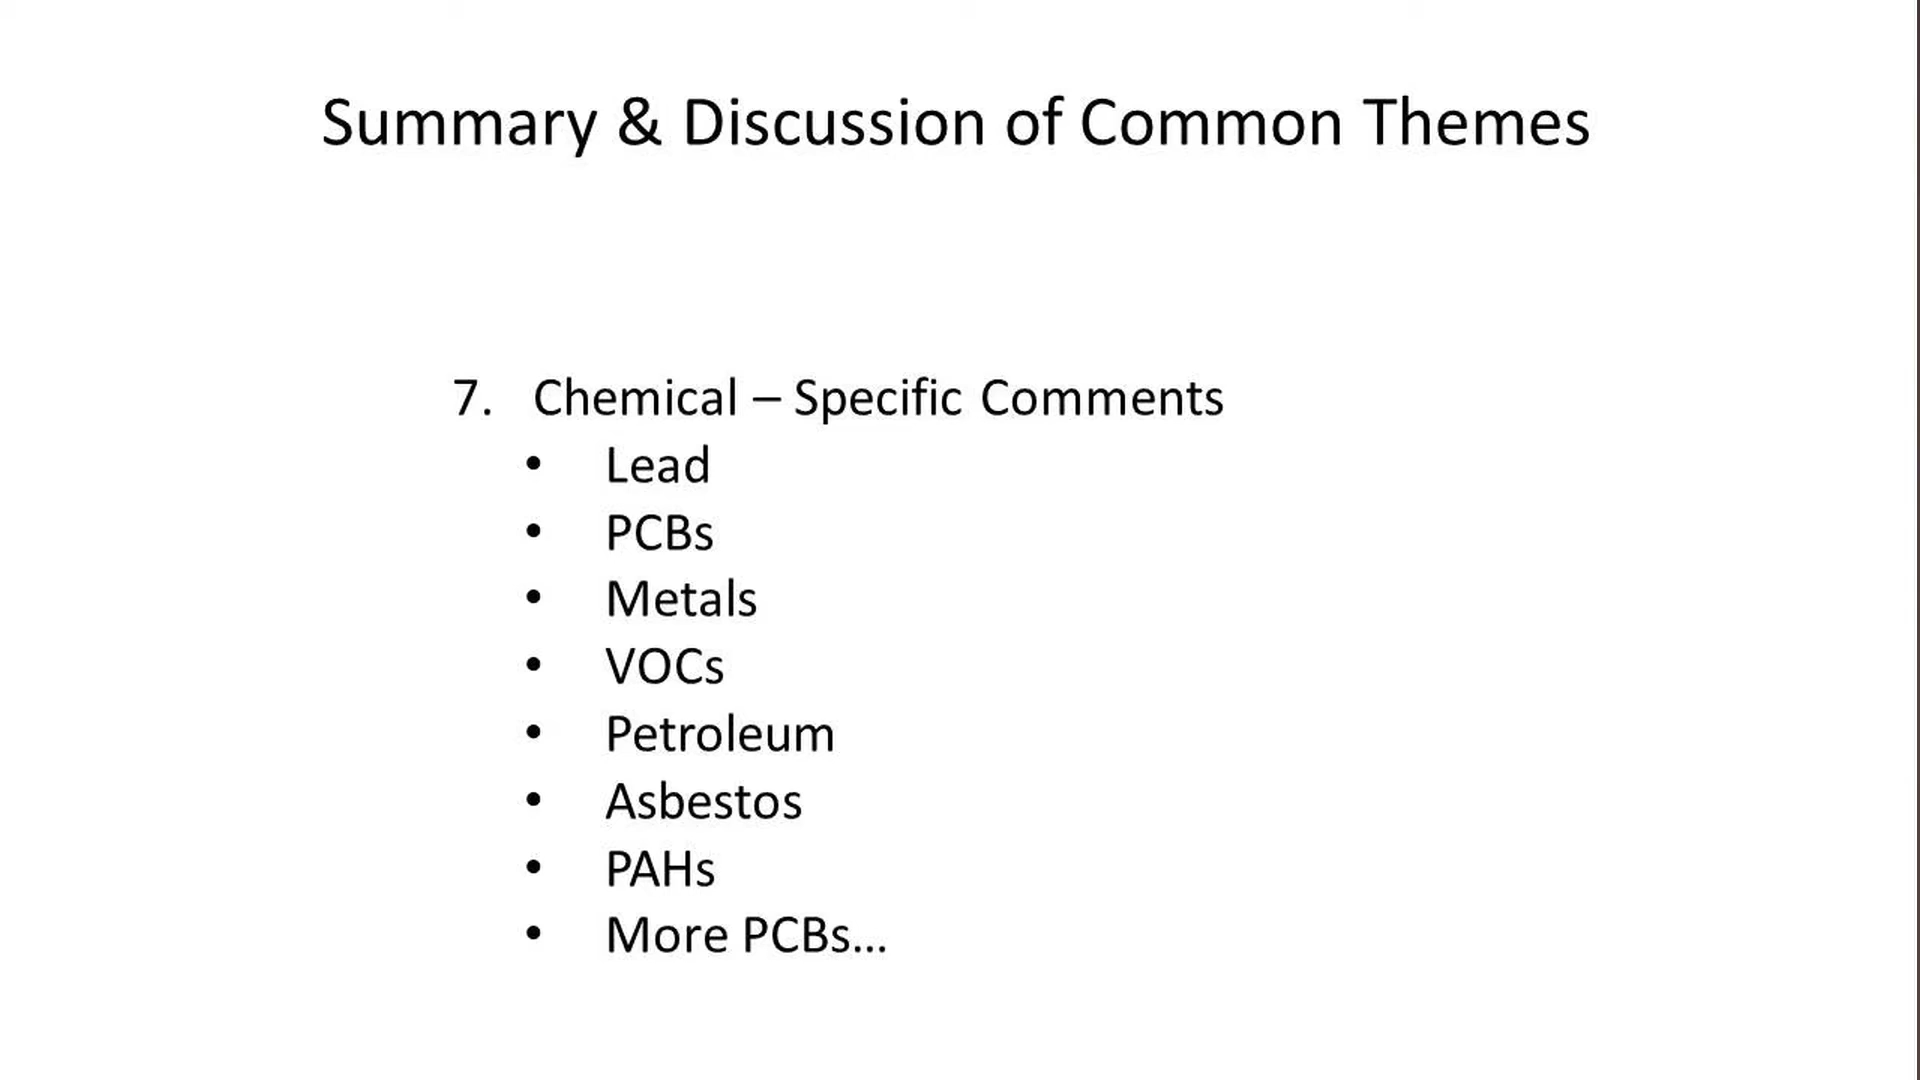 Summary & Discussion of Common Themes
7. Chemical – Specific Comments
• Lead
• PCBs
• Metals
• VOCs
• Petroleum
• Asbestos
• PAHs
• More PCBs...